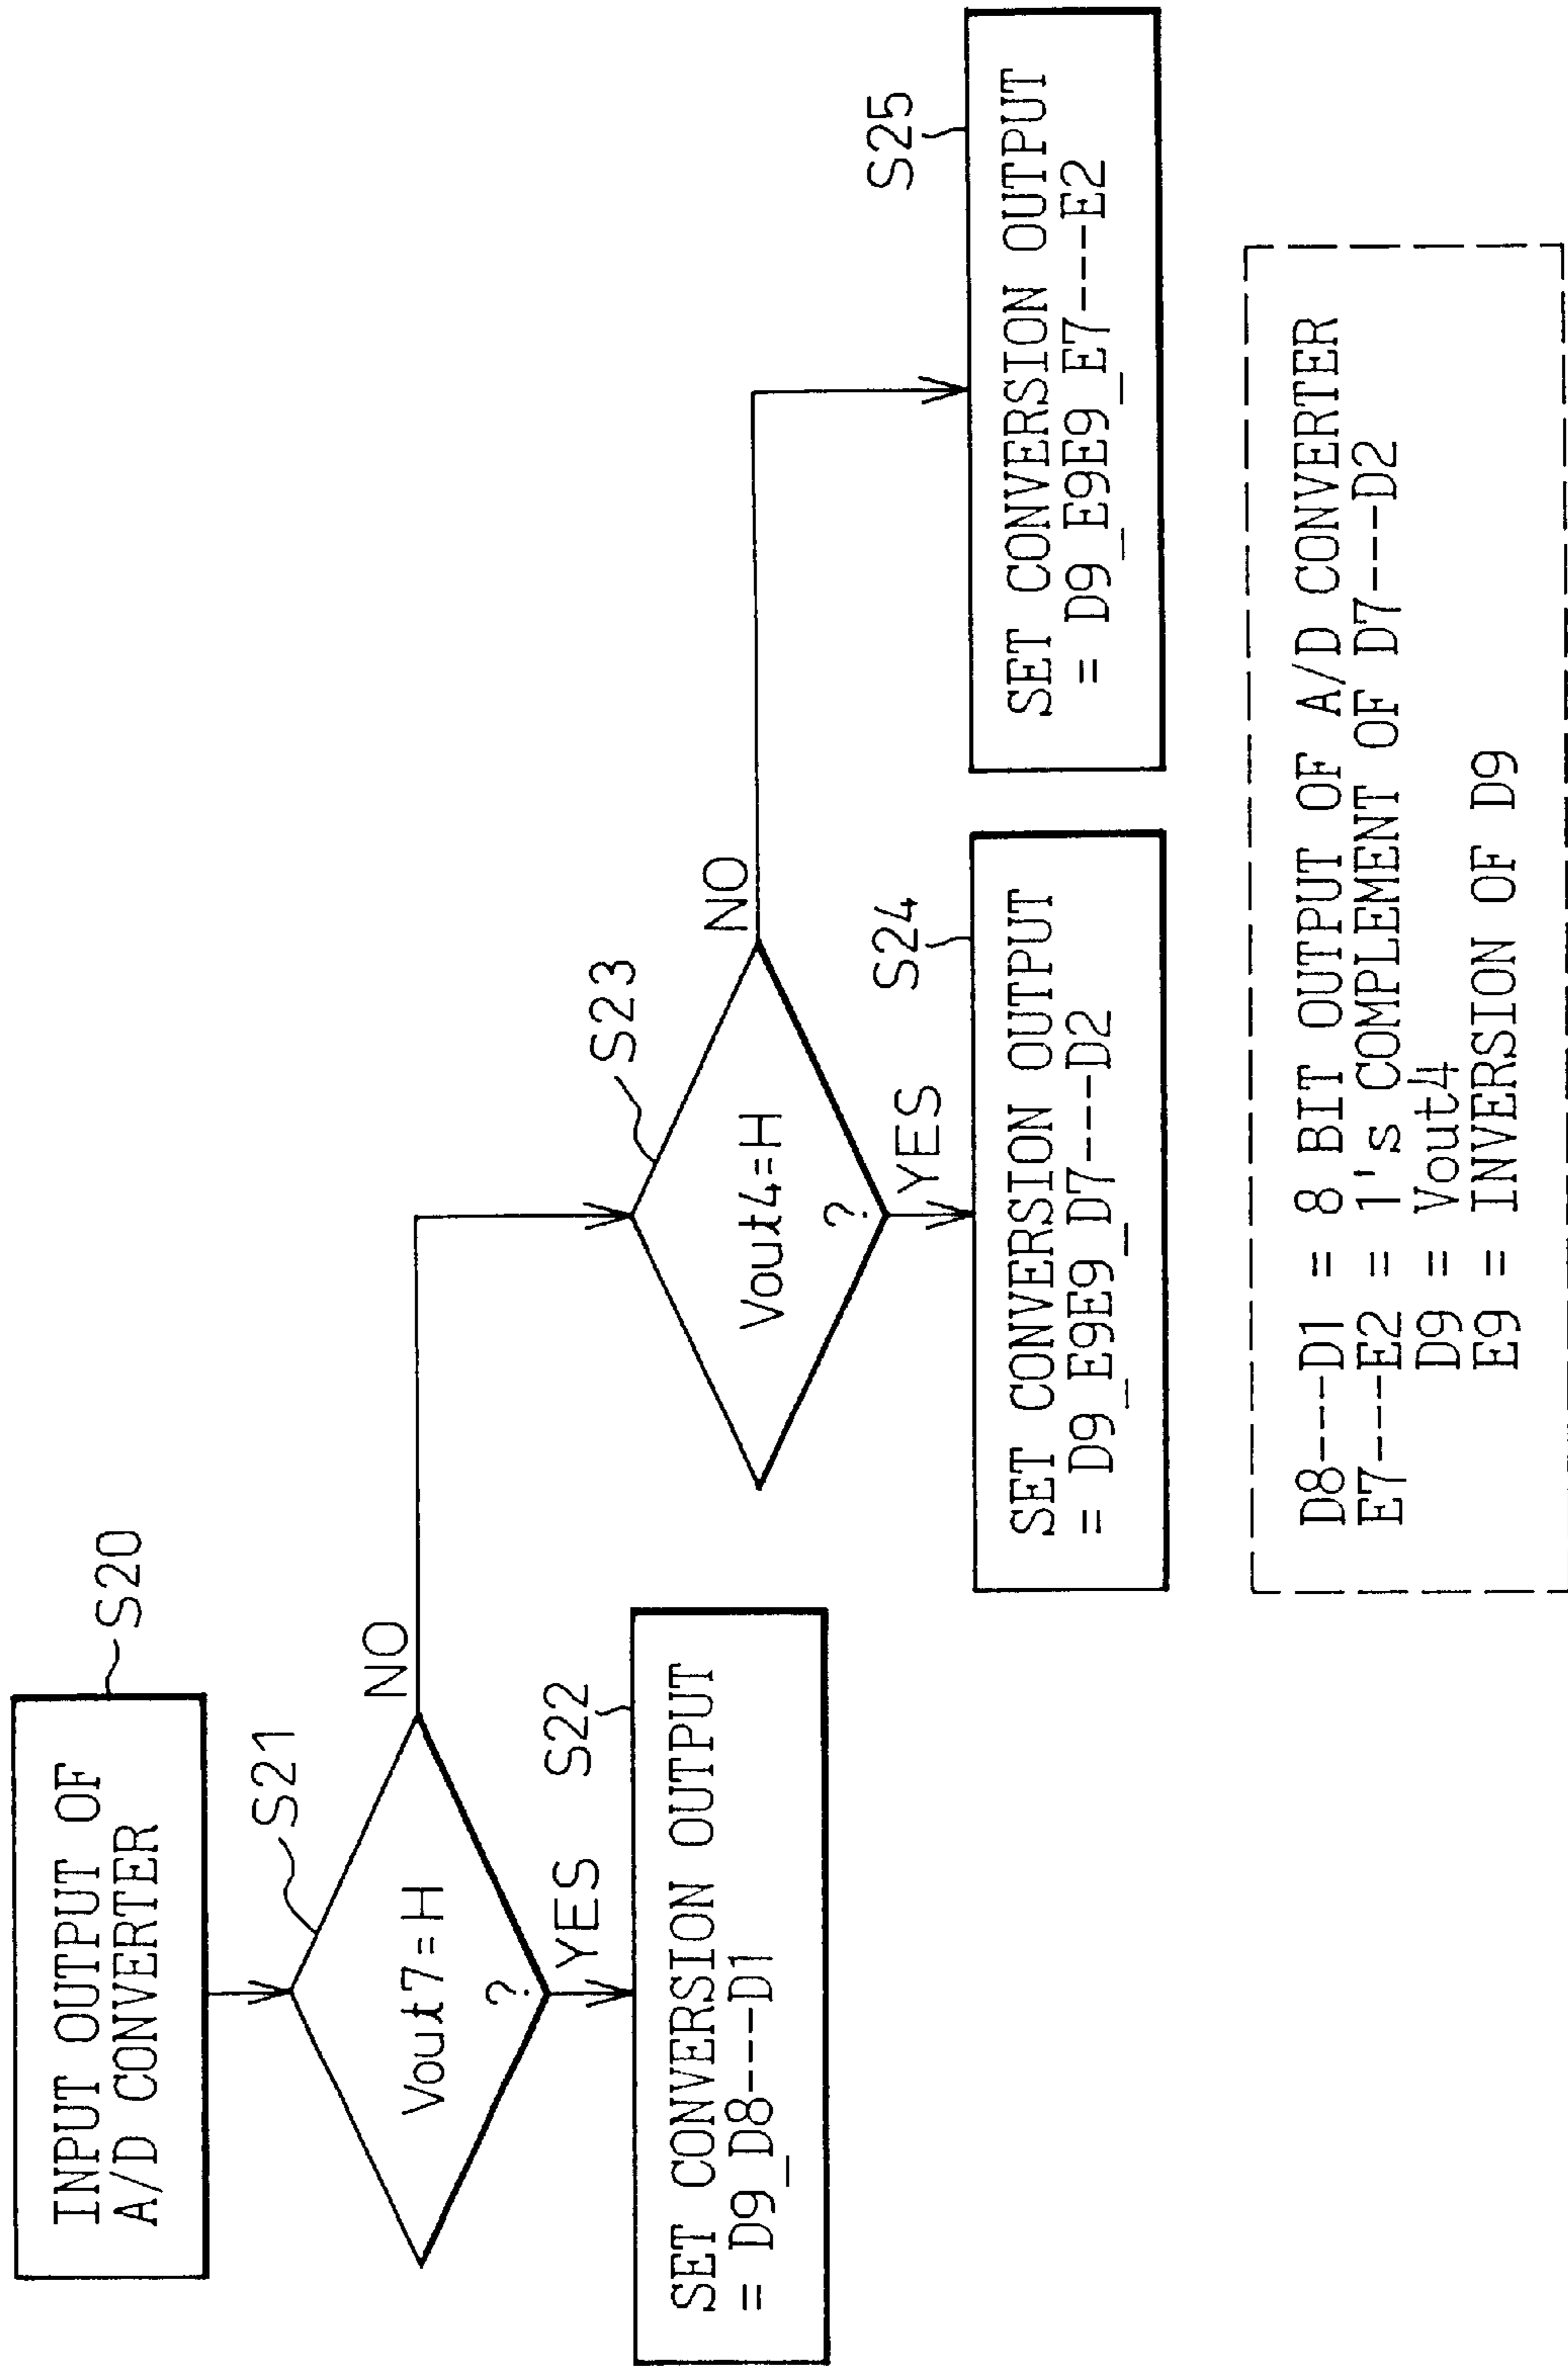 INPUT OUTPUT OF
A/D CONVERTER
S20
S21
Vout7=H
?
NO
YES
S22
SET CONVERSION OUTPUT
= D9_D8---D1
S23
Vout4=H
?
NO
YES
S24
SET CONVERSION OUTPUT
= D9_E9E9_D7---D2
S25
SET CONVERSION OUTPUT
= D9_E9E9_E7---E2
D8---D1 = 8 BIT OUTPUT OF A/D CONVERTER
E7---E2 = 1's COMPLEMENT OF D7---D2
D9 = Vout4
E9 = INVERSION OF D9